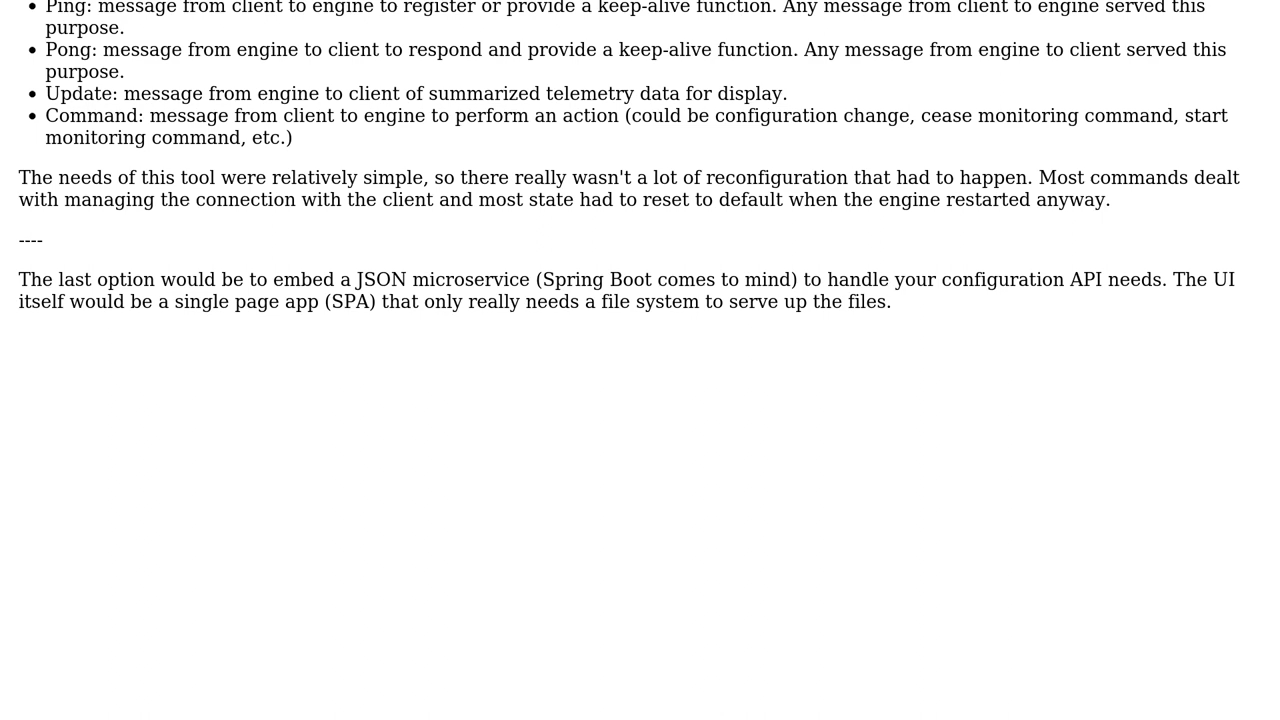 • Ping: message from client to engine to register or provide a keep-alive function. Any message from client to engine served this
purpose.
• Pong: message from engine to client to respond and provide a keep-alive function. Any message from engine to client served this
purpose.
• Update: message from engine to client of summarized telemetry data for display.
• Command: message from client to engine to perform an action (could be configuration change, cease monitoring command, start
monitoring command, etc.)
The needs of this tool were relatively simple, so there really wasn't a lot of reconfiguration that had to happen. Most commands dealt
with managing the connection with the client and most state had to reset to default when the engine restarted anyway.
----
The last option would be to embed a JSON microservice (Spring Boot comes to mind) to handle your configuration API needs. The UI
itself would be a single page app (SPA) that only really needs a file system to serve up the files.